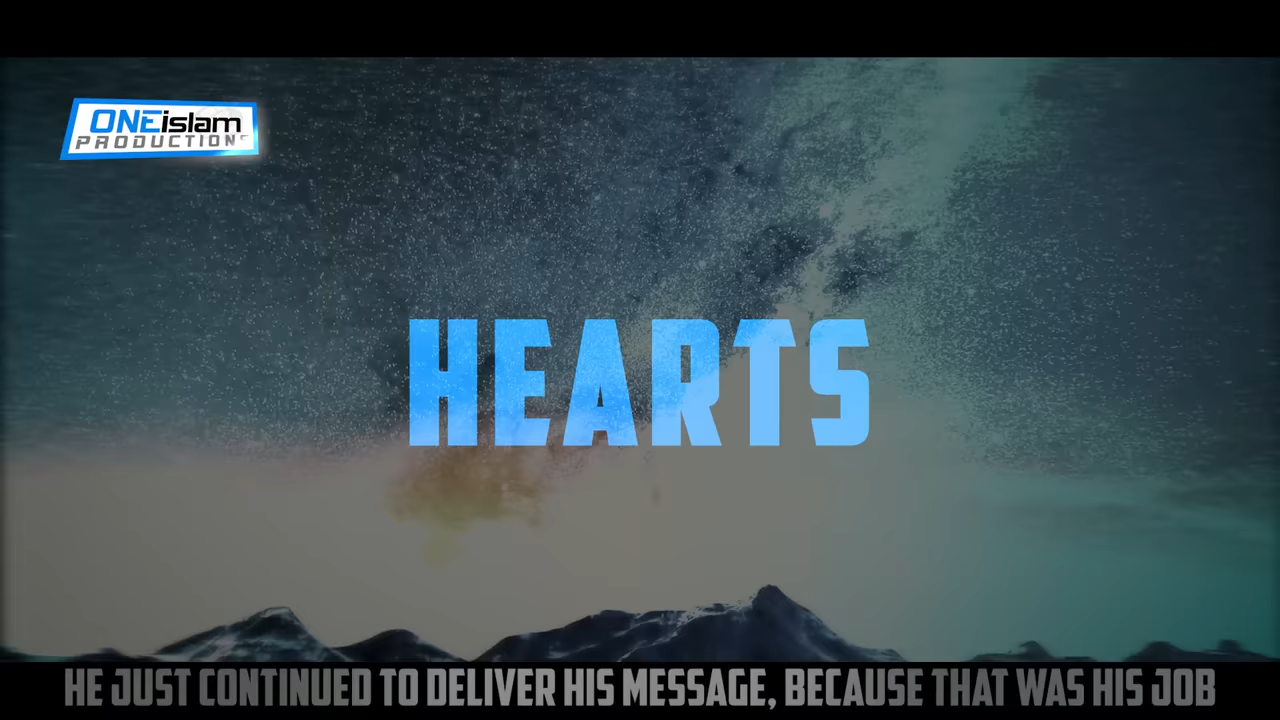 ONEislam
PRODUCTIONS
HEARTS
HE JUST CONTINUED TO DELIVER HIS MESSAGE, BECAUSE THAT WAS HIS JOB